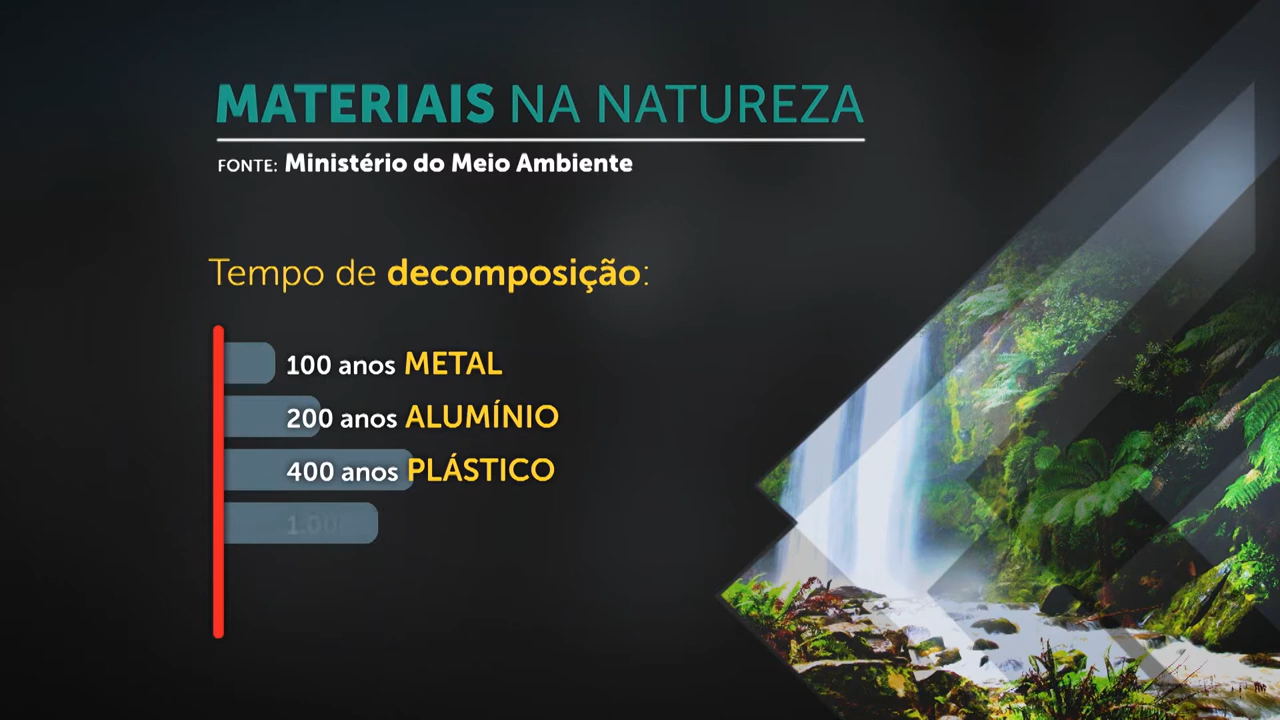 MATERIAIS NA NATUREZA
FONTE: Ministério do Meio Ambiente
Tempo de decomposição:
100 anos METAL
200 anos ALUMÍNIO
400 anos PLÁSTICO